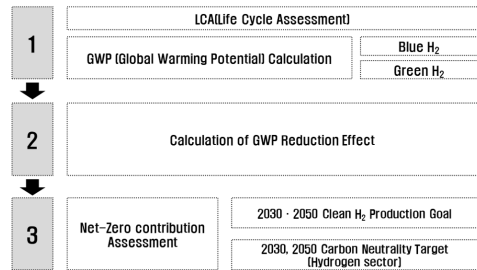 1
LCA(Life Cycle Assessment)
GWP (Global Warming Potential) Calculation
Blue H₂
Green H₂
2
Calculation of GWP Reduction Effect
3
Net-Zero contribution
Assessment
2030 · 2050 Clean H₂ Production Goal
2030, 2050 Carbon Neutrality Target
(Hydrogen sector)